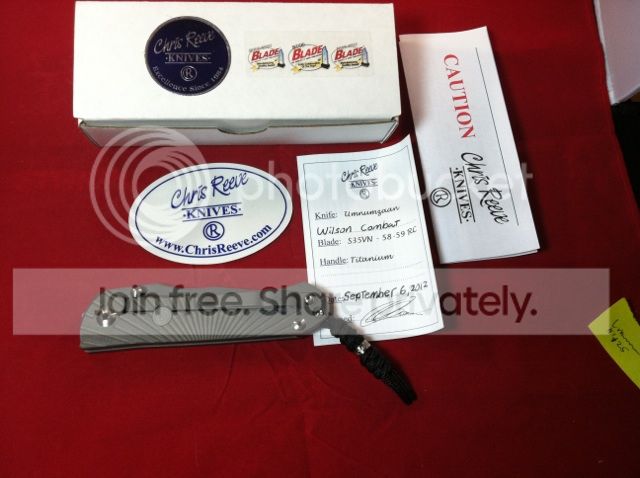 Chris Reeve
·KNIVES·
®
Excellence Since 1984
BLADE
BLADE
BLADE
CAUTION
Chris Reeve
·KNIVES·
®
Chris Reeve
·KNIVES·
®
www.ChrisReeve.com
Chris Reeve
·KNIVES·
®
Knife: Umnumzaan
Wilson Combat
Blade: S35VN - 58-59 RC
Handle: Titanium
Date: September 6, 2012
photobucket
Join free. Share privately.